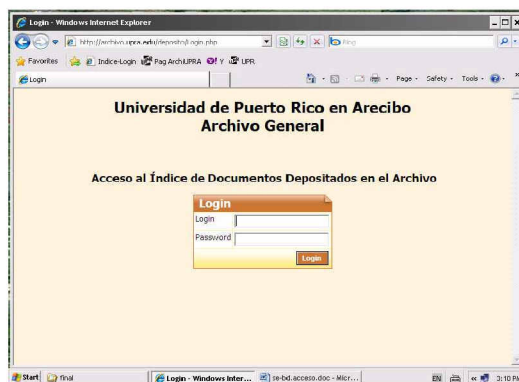 Login - Windows Internet Explorer
http://archivo.upra.edu/deposito/Login.php
Bing
Favorites Indice-Login Pag ArchiUPRA Y UPR
Login
Page Safety Tools
Universidad de Puerto Rico en Arecibo
Archivo General
Acceso al Índice de Documentos Depositados en el Archivo
Login
Login
Password
Login
Start final Login - Windows Inter... se-bd.acceso.doc - Micr... EN 3:10 PM